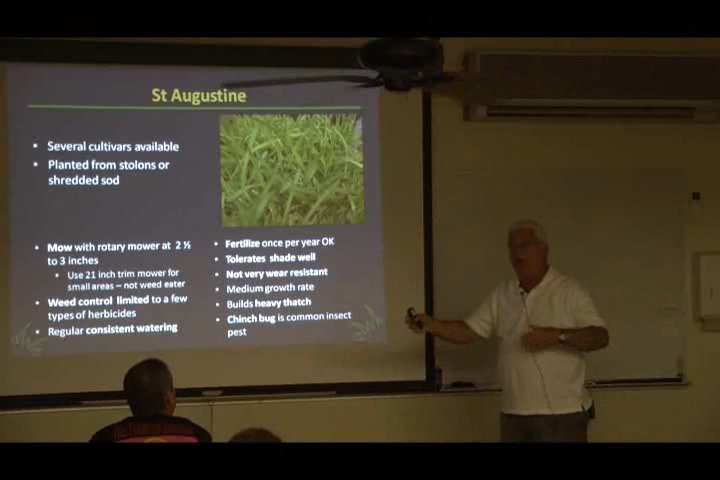 St Augustine
• Several cultivars available
• Planted from stolons or
shredded sod
• Mow with rotary mower at 2 ½
to 3 inches
• Use 21 inch trim mower for
small areas – not weed eater
• Weed control limited to a few
types of herbicides
• Regular consistent watering
• Fertilize once per year OK
• Tolerates shade well
• Not very wear resistant
• Medium growth rate
• Builds heavy thatch
• Chinch bug is common insect
pest